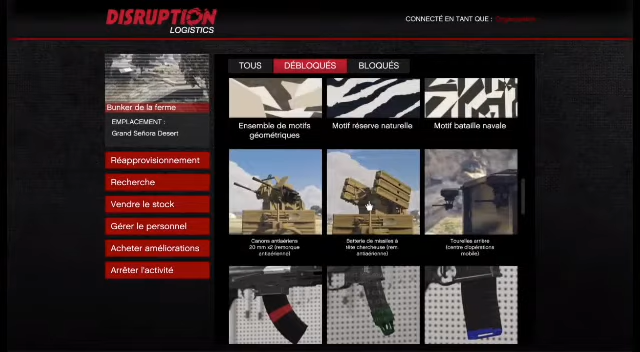 DISRUPTION
LOGISTICS
CONNECTÉ EN TANT QUE :
TOUS
DÉBLOQUÉS
BLOQUÉS
Bunker de la ferme
EMPLACEMENT :
Grand Señora Desert
Réapprovisionnement
Recherche
Vendre le stock
Gérer le personnel
Acheter améliorations
Arrêter l'activité
Ensemble de motifs
géométriques
Motif réserve naturelle
Motif bataille navale
Canons antiaériens
20 mm x2 (remorque
antiaérienne)
Batterie de missiles à
tête chercheuse (rem.
antiaérienne)
Tourelles arrière
(centre d'opérations
mobile)